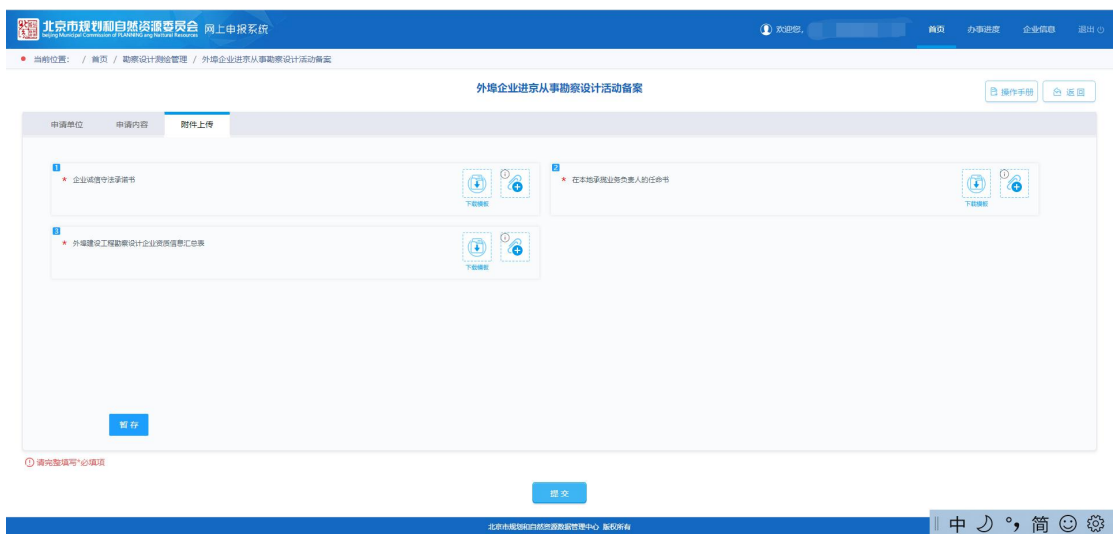 北京市规划和自然资源委员会 网上申报系统
欢迎您, 首页 办事进度 企业信息 退出
当前位置: / 首页 / 勘察设计测绘管理 / 外埠企业进京从事勘察设计活动备案
外埠企业进京从事勘察设计活动备案
操作手册 返回
申请单位 申请内容 附件上传
1
* 企业诚信守法承诺书
下载模板
2
* 在本地承揽业务负责人的任命书
下载模板
3
* 外埠建设工程勘察设计企业资质信息汇总表
下载模板
暂存
请完整填写*必填项
提交
北京市规划和自然资源数据管理中心 版权所有
中 简